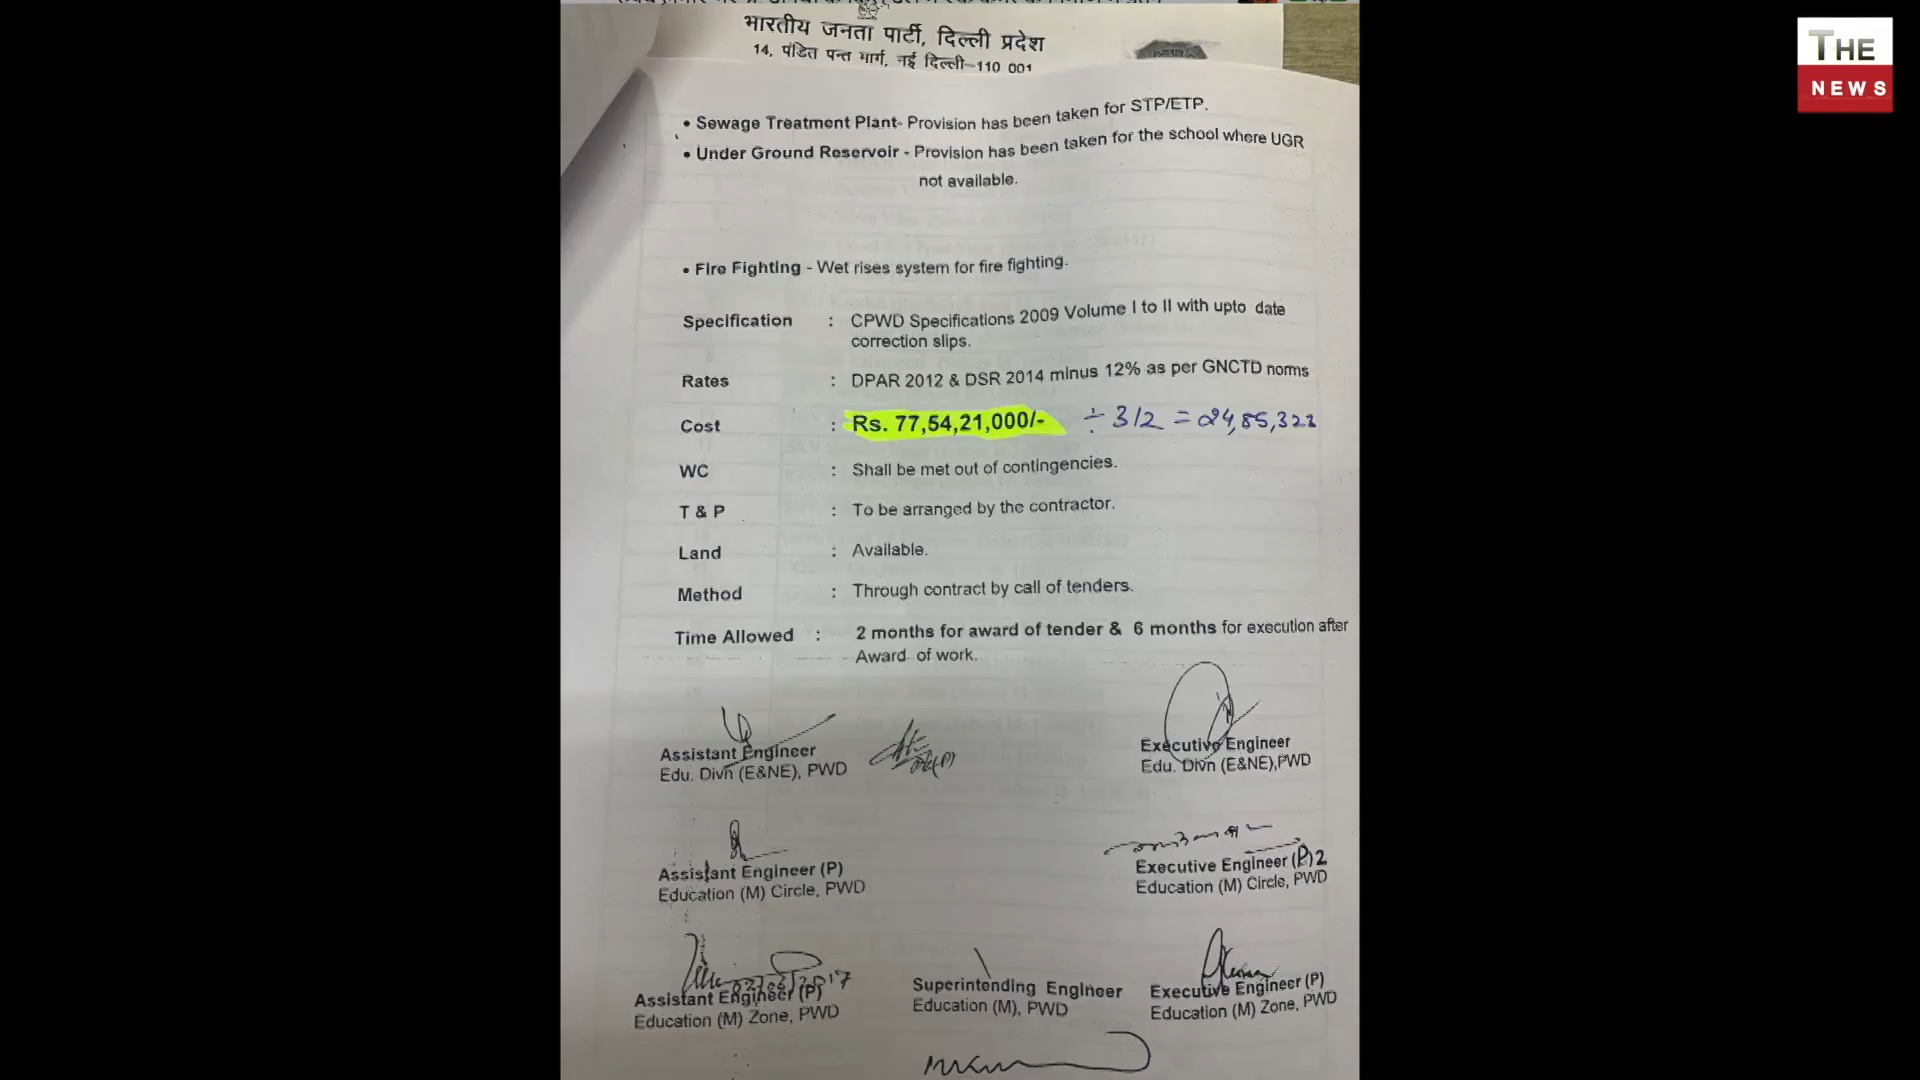 भारतीय जनता पार्टी, दिल्ली प्रदेश
14, पंडित पन्त मार्ग, नई दिल्ली-110 001
THE
NEWS
• Sewage Treatment Plant- Provision has been taken for STP/ETP.
• Under Ground Reservoir - Provision has been taken for the school where UGR
not available.
• Fire Fighting - Wet rises system for fire fighting.
Specification : CPWD Specifications 2009 Volume I to II with upto date
correction slips.
Rates : DPAR 2012 & DSR 2014 minus 12% as per GNCTD norms
Cost : Rs. 77,54,21,000/- ÷ 312 = 24,85,322
WC : Shall be met out of contingencies.
T & P : To be arranged by the contractor.
Land : Available.
Method : Through contract by call of tenders.
Time Allowed : 2 months for award of tender & 6 months for execution after
Award of work.
Assistant Engineer
Edu. Divn (E&NE), PWD
Executive Engineer
Edu. Divn (E&NE),PWD
Assistant Engineer (P)
Education (M) Circle, PWD
Executive Engineer (P)2
Education (M) Circle, PWD
Assistant Engineer (P)
Education (M) Zone, PWD
Superintending Engineer
Education (M), PWD
Executive Engineer (P)
Education (M) Zone, PWD